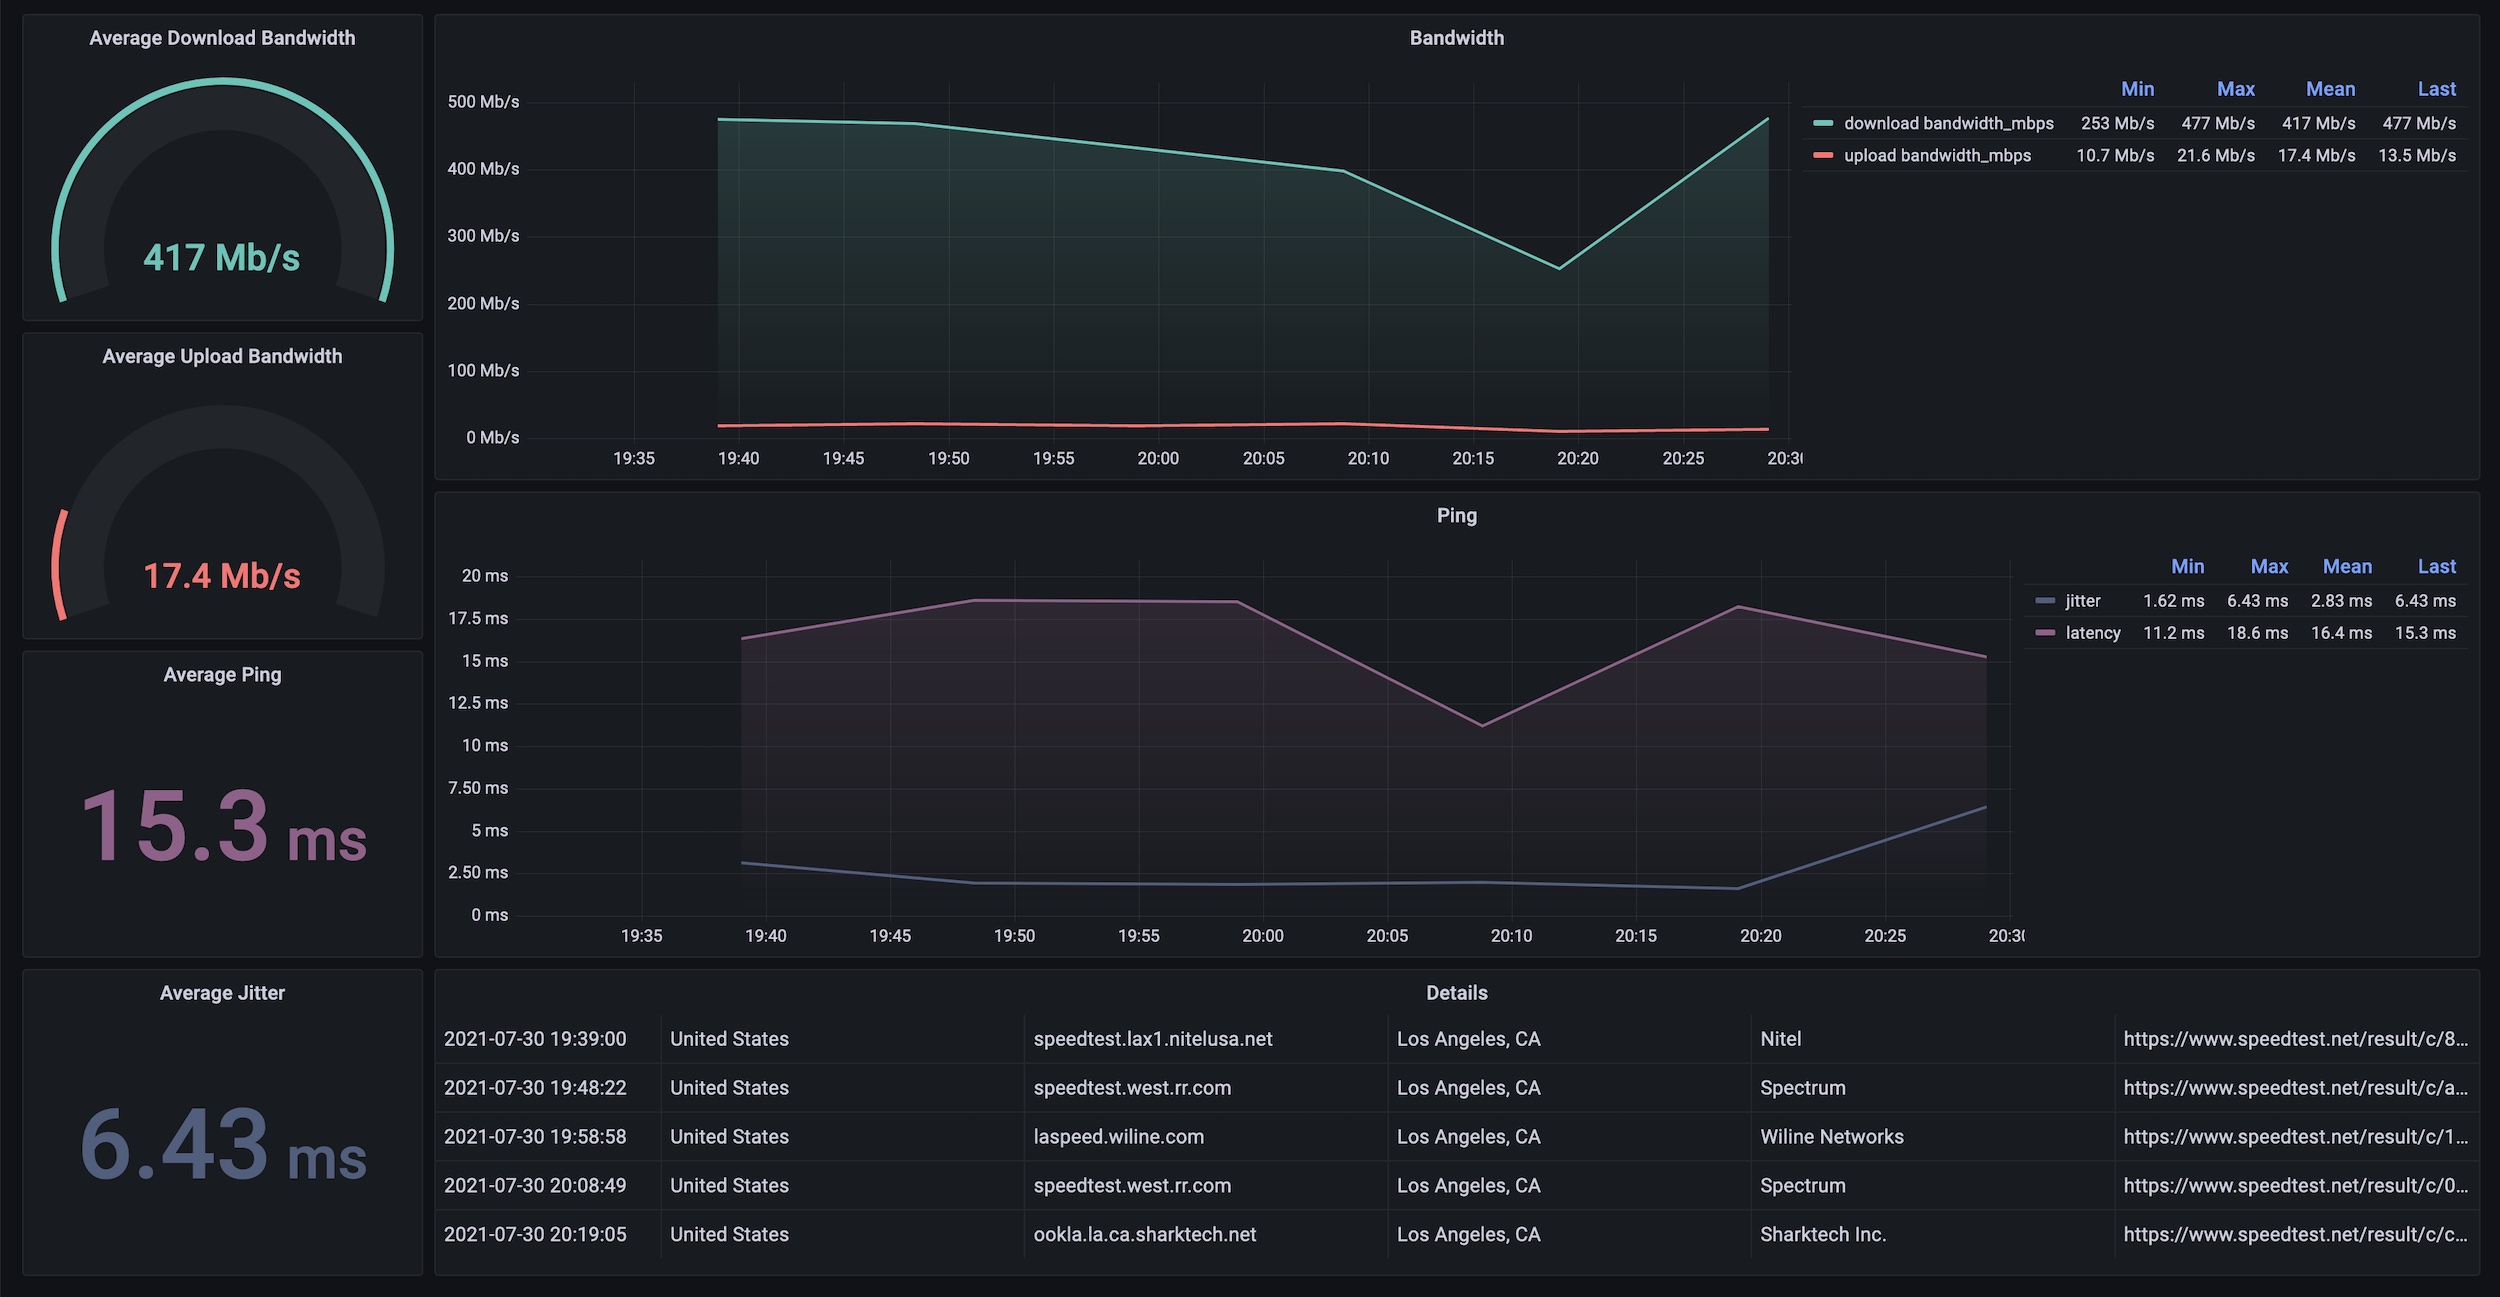 Average Download Bandwidth
417 Mb/s
Average Upload Bandwidth
17.4 Mb/s
Average Ping
15.3 ms
Average Jitter
6.43 ms
Bandwidth
500 Mb/s
400 Mb/s
300 Mb/s
200 Mb/s
100 Mb/s
0 Mb/s
19:35 19:40 19:45 19:50 19:55 20:00 20:05 20:10 20:15 20:20 20:25 20:3
Min Max Mean Last
download bandwidth_mbps 253 Mb/s 477 Mb/s 417 Mb/s 477 Mb/s
upload bandwidth_mbps 10.7 Mb/s 21.6 Mb/s 17.4 Mb/s 13.5 Mb/s
Ping
20 ms
17.5 ms
15 ms
12.5 ms
10 ms
7.50 ms
5 ms
2.50 ms
0 ms
19:35 19:40 19:45 19:50 19:55 20:00 20:05 20:10 20:15 20:20 20:25 20:3
Min Max Mean Last
jitter 1.62 ms 6.43 ms 2.83 ms 6.43 ms
latency 11.2 ms 18.6 ms 16.4 ms 15.3 ms
Details
2021-07-30 19:39:00 United States speedtest.lax1.nitelusa.net Los Angeles, CA Nitel https://www.speedtest.net/result/c/8...
2021-07-30 19:48:22 United States speedtest.west.rr.com Los Angeles, CA Spectrum https://www.speedtest.net/result/c/a...
2021-07-30 19:58:58 United States laspeed.wiline.com Los Angeles, CA Wiline Networks https://www.speedtest.net/result/c/1...
2021-07-30 20:08:49 United States speedtest.west.rr.com Los Angeles, CA Spectrum https://www.speedtest.net/result/c/0...
2021-07-30 20:19:05 United States ookla.la.ca.sharktech.net Los Angeles, CA Sharktech Inc. https://www.speedtest.net/result/c/c...